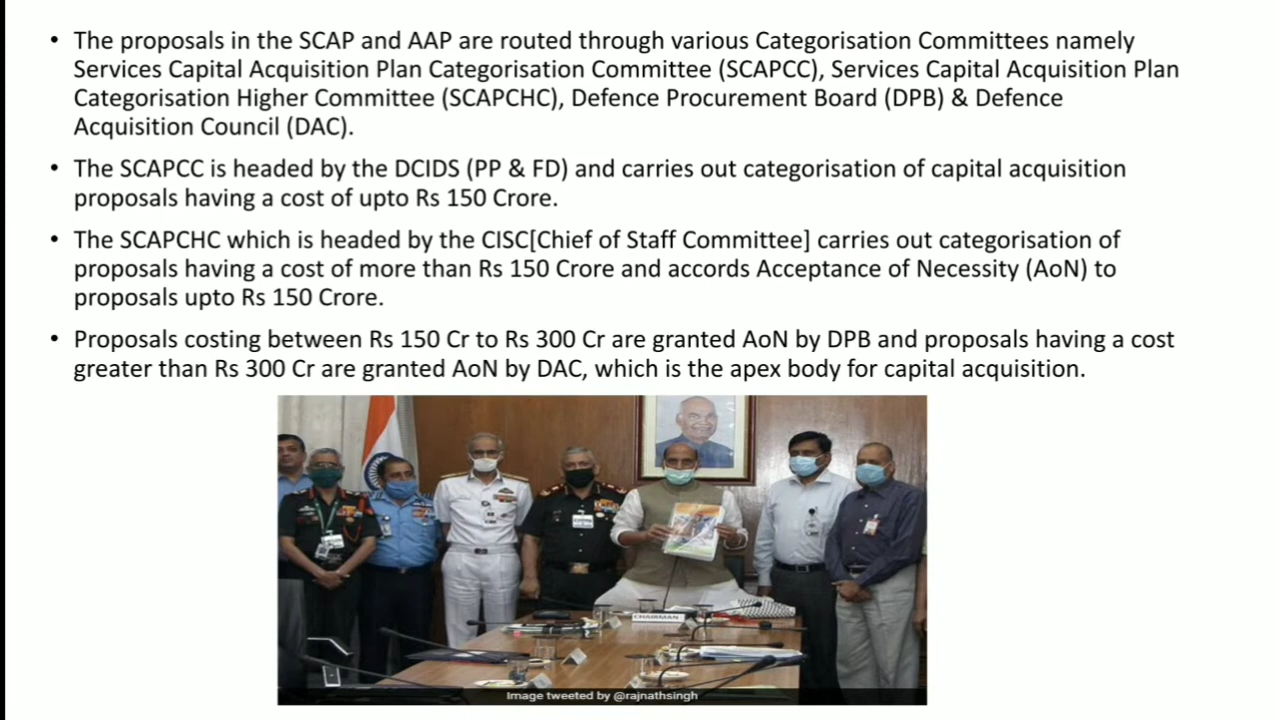 • The proposals in the SCAP and AAP are routed through various Categorisation Committees namely
Services Capital Acquisition Plan Categorisation Committee (SCAPCC), Services Capital Acquisition Plan
Categorisation Higher Committee (SCAPCHC), Defence Procurement Board (DPB) & Defence
Acquisition Council (DAC).
• The SCAPCC is headed by the DCIDS (PP & FD) and carries out categorisation of capital acquisition
proposals having a cost of upto Rs 150 Crore.
• The SCAPCHC which is headed by the CISC[Chief of Staff Committee] carries out categorisation of
proposals having a cost of more than Rs 150 Crore and accords Acceptance of Necessity (AoN) to
proposals upto Rs 150 Crore.
• Proposals costing between Rs 150 Cr to Rs 300 Cr are granted AoN by DPB and proposals having a cost
greater than Rs 300 Cr are granted AoN by DAC, which is the apex body for capital acquisition.
CHAIRMAN
Image tweeted by @rajnathsingh